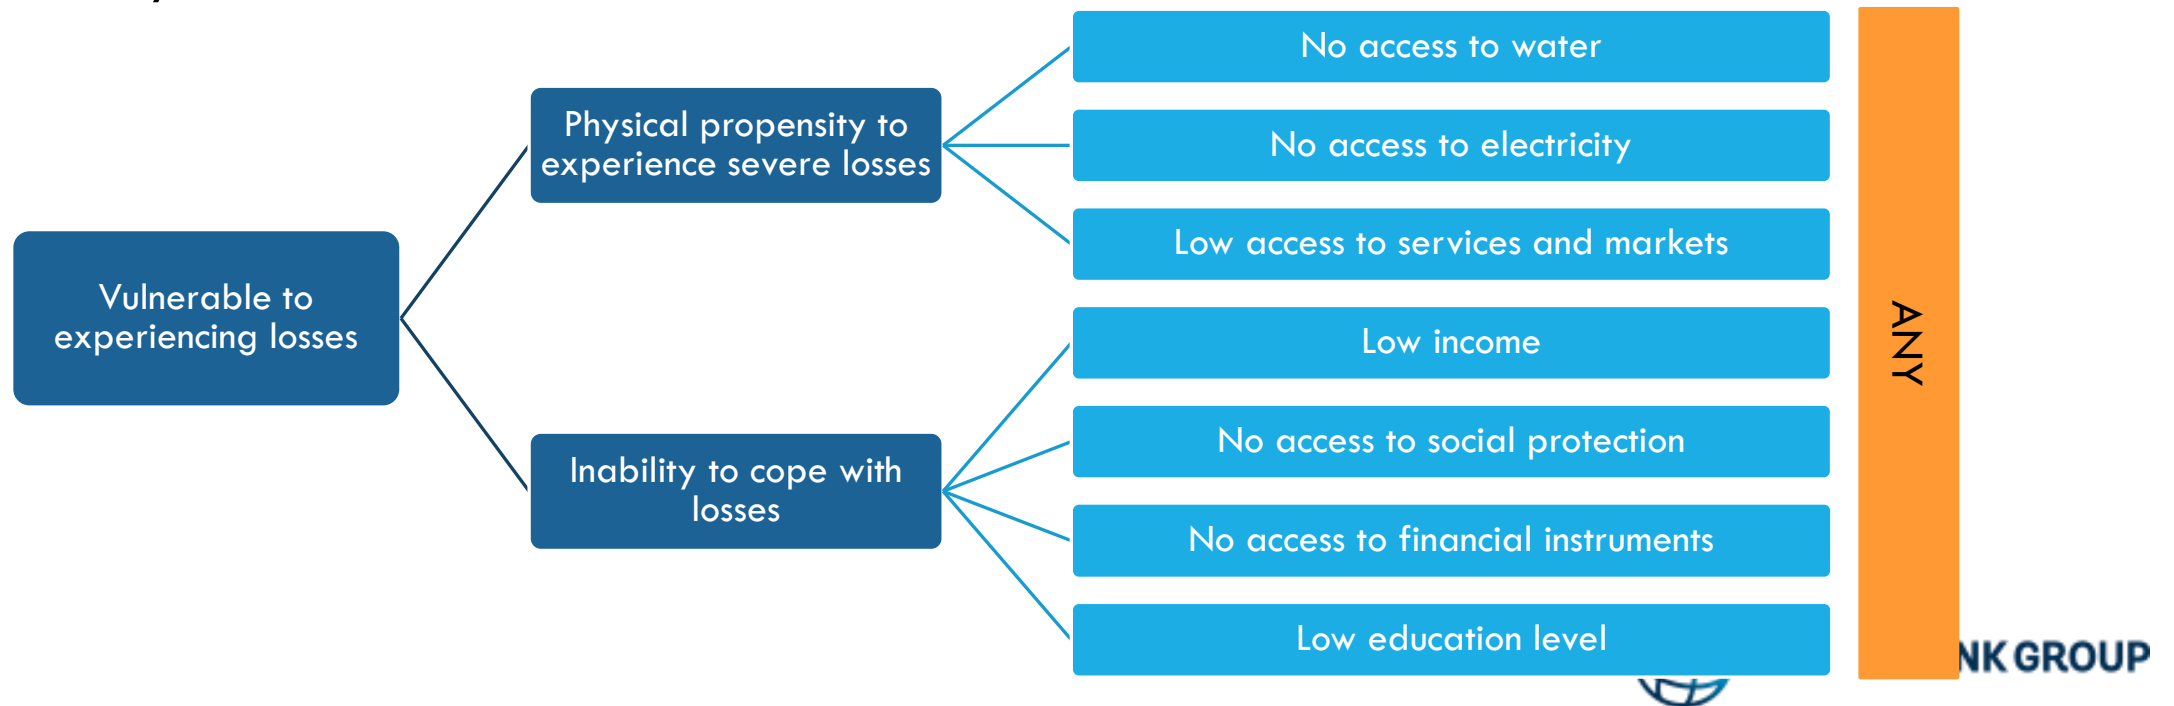 Vulnerable to
experiencing losses
Physical propensity to
experience severe losses
Inability to cope with
losses
No access to water
No access to electricity
Low access to services and markets
Low income
No access to social protection
No access to financial instruments
Low education level
ANY
GROUP